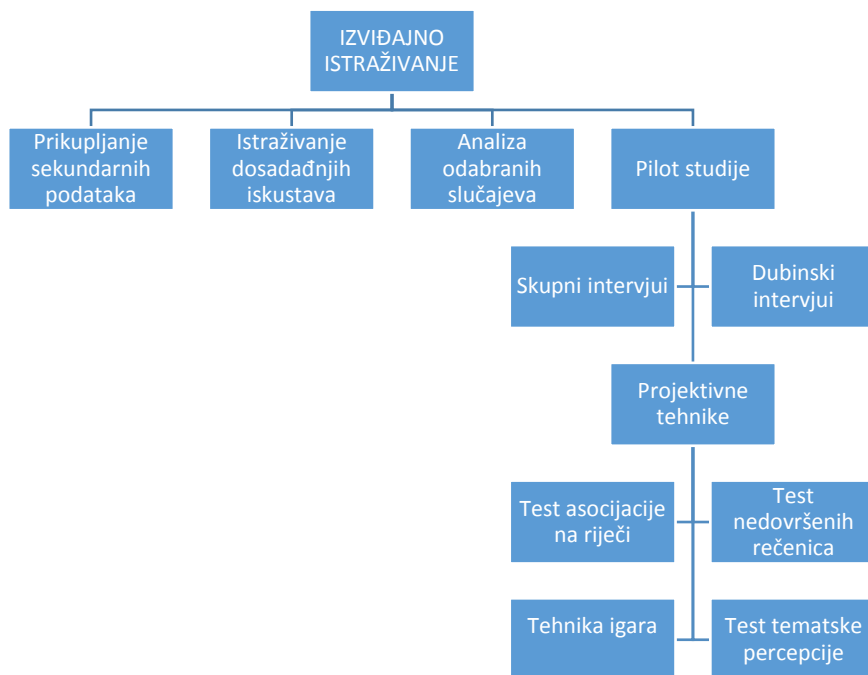 IZVIĐAJNO
ISTRAŽIVANJE
Prikupljanje
sekundarnih
podataka
Istraživanje
dosadađnjih
iskustava
Analiza
odabranih
slučajeva
Pilot studije
Skupni intervjui
Dubinski
intervjui
Projektivne
tehnike
Test asocijacije
na riječi
Test
nedovršenih
rečenica
Tehnika igara
Test tematske
percepcije